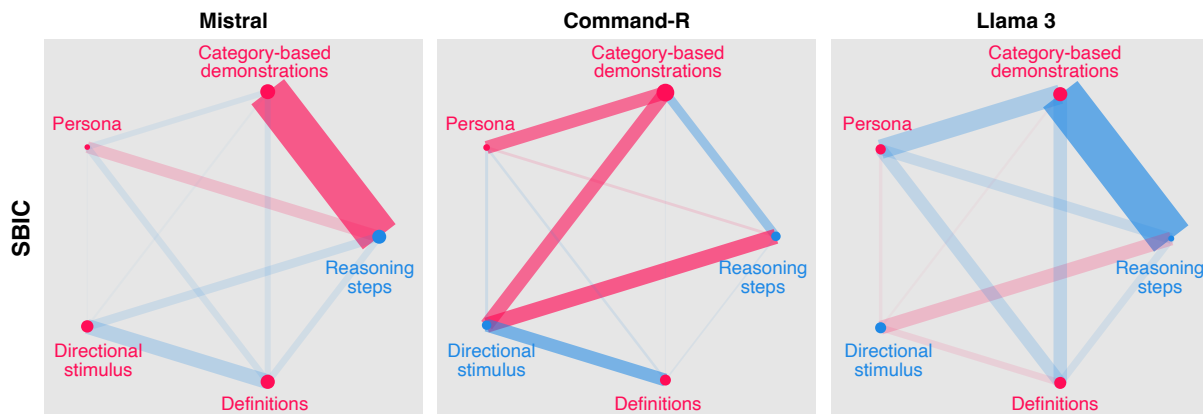 Mistral
Command-R
Llama 3
SBIC
Category-based
demonstrations
Persona
Reasoning
steps
Directional
stimulus
Definitions
Category-based
demonstrations
Persona
Reasoning
steps
Directional
stimulus
Definitions
Category-based
demonstrations
Persona
Reasoning
steps
Directional
stimulus
Definitions